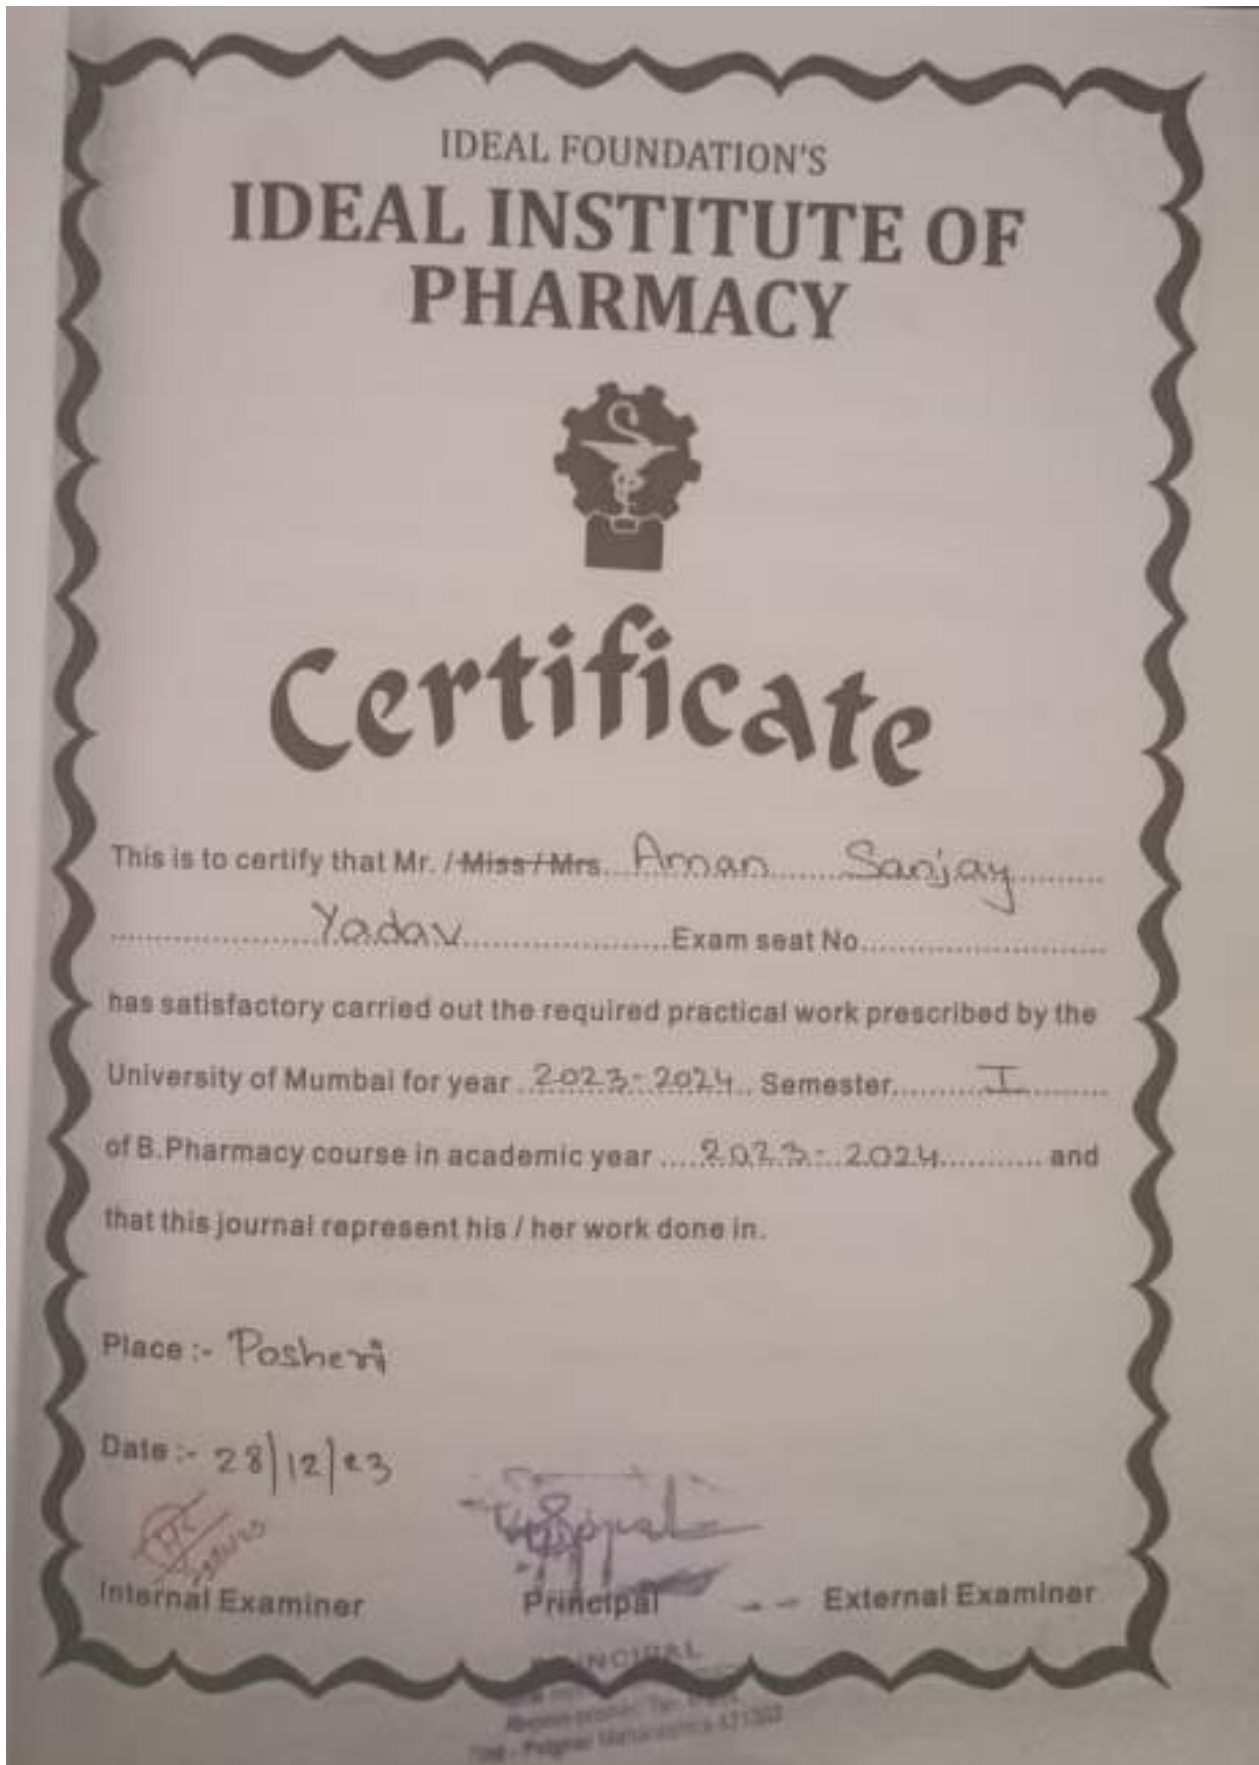 IDEAL FOUNDATION'S
IDEAL INSTITUTE OF
PHARMACY
Certificate
This is to certify that Mr. / Miss / Mrs. Aman Sanjay
Yadav Exam seat No.
has satisfactory carried out the required practical work prescribed by the
University of Mumbai for year 2023-2024 Semester I
of B.Pharmacy course in academic year 2023-2024 and
that this journal represent his / her work done in.
Place :- Posheri
Date :- 28/12/23
Internal Examiner Principal External Examiner
PRINCIPAL
Maharashtra